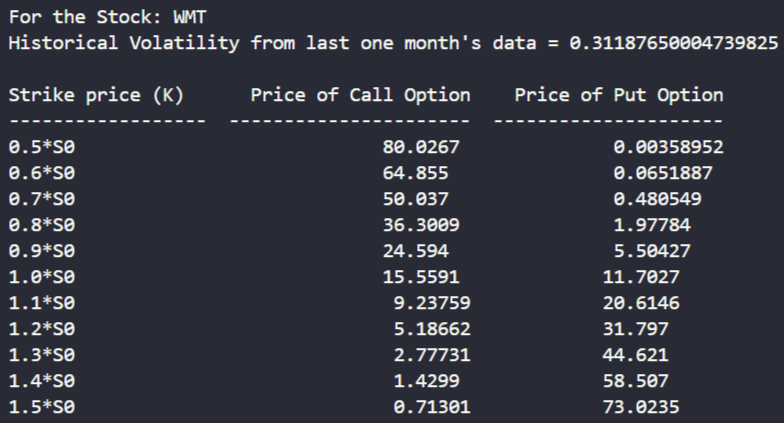 For the Stock: WMT
Historical Volatility from last one month's data = 0.31187650004739825
Strike price (K) Price of Call Option Price of Put Option
------------------ ---------------------- ---------------------
0.5*S0 80.0267 0.00358952
0.6*S0 64.855 0.0651887
0.7*S0 50.037 0.480549
0.8*S0 36.3009 1.97784
0.9*S0 24.594 5.50427
1.0*S0 15.5591 11.7027
1.1*S0 9.23759 20.6146
1.2*S0 5.18662 31.797
1.3*S0 2.77731 44.621
1.4*S0 1.4299 58.507
1.5*S0 0.71301 73.0235